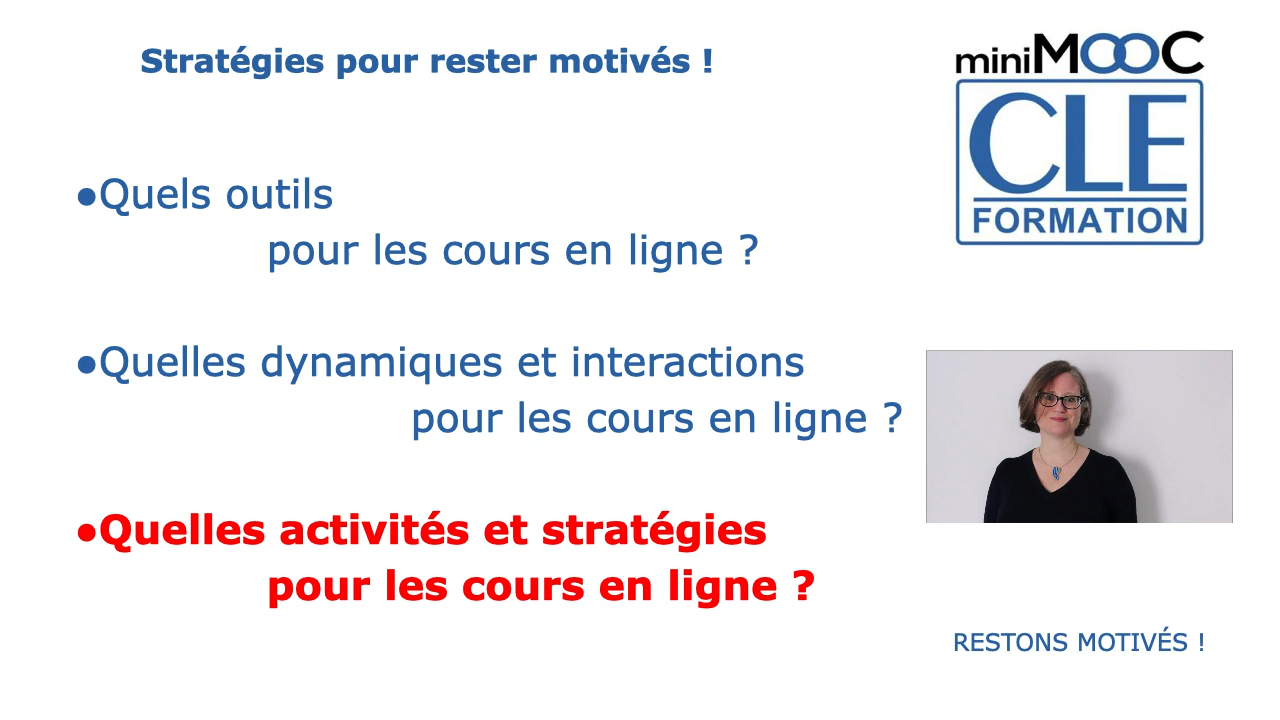 Stratégies pour rester motivés !
miniMOOC
CLE
FORMATION
●Quels outils
pour les cours en ligne ?
●Quelles dynamiques et interactions
pour les cours en ligne ?
●Quelles activités et stratégies
pour les cours en ligne ?
RESTONS MOTIVÉS !